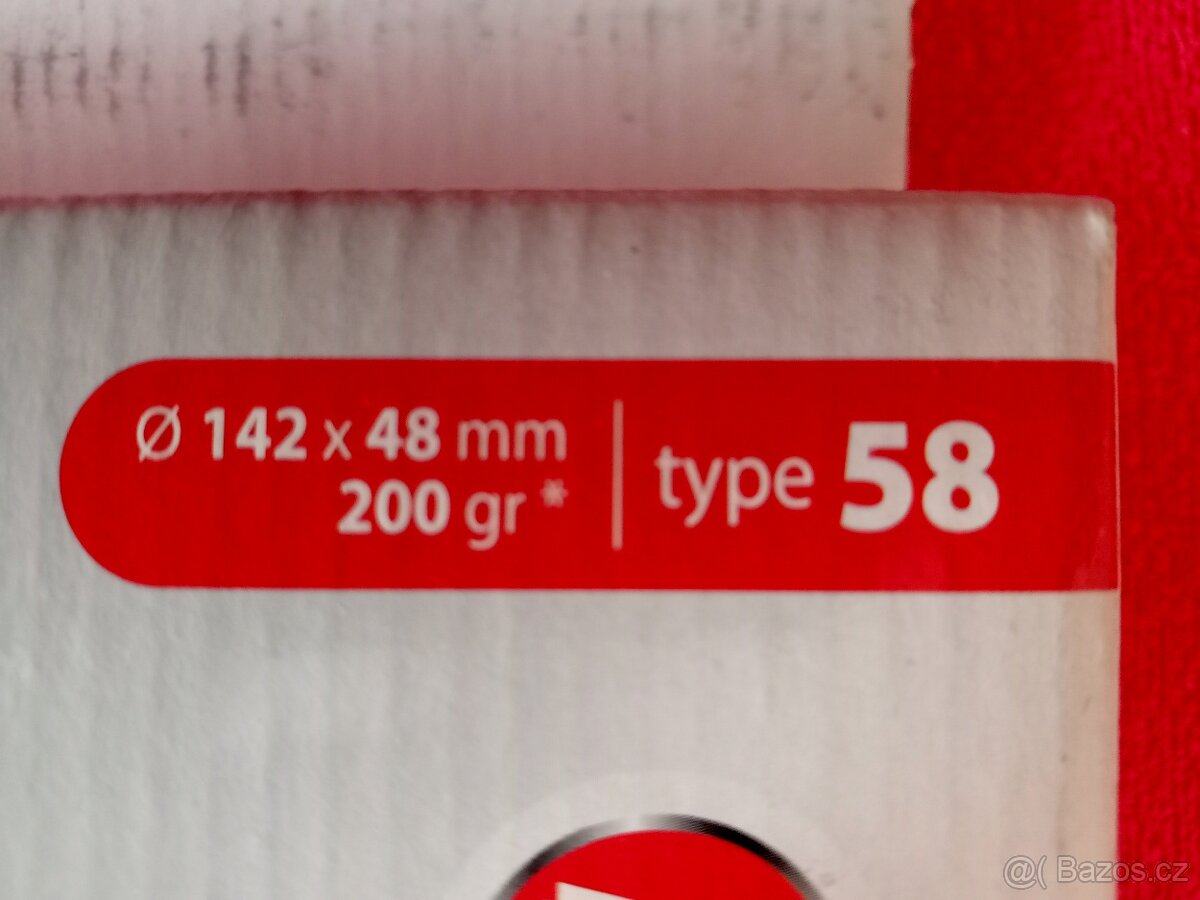 Ø 142 x 48 mm
200 gr *
type 58
@( Bazos.cz